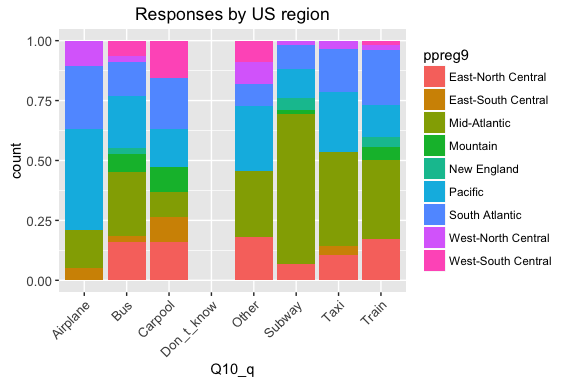 Responses by US region
1.00
0.75
0.50
0.25
0.00
count
Airplane
Bus
Carpool
Don_t_know
Other
Subway
Taxi
Train
Q10_q
ppreg9
East-North Central
East-South Central
Mid-Atlantic
Mountain
New England
Pacific
South Atlantic
West-North Central
West-South Central